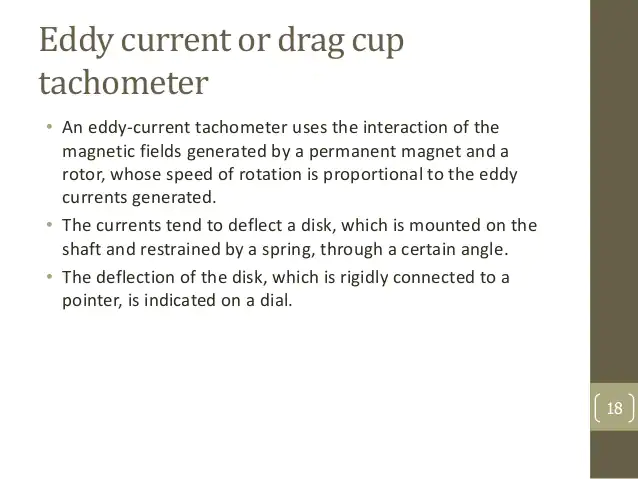 Eddy current or drag cup
tachometer
• An eddy-current tachometer uses the interaction of the
magnetic fields generated by a permanent magnet and a
rotor, whose speed of rotation is proportional to the eddy
currents generated.
• The currents tend to deflect a disk, which is mounted on the
shaft and restrained by a spring, through a certain angle.
• The deflection of the disk, which is rigidly connected to a
pointer, is indicated on a dial.
18